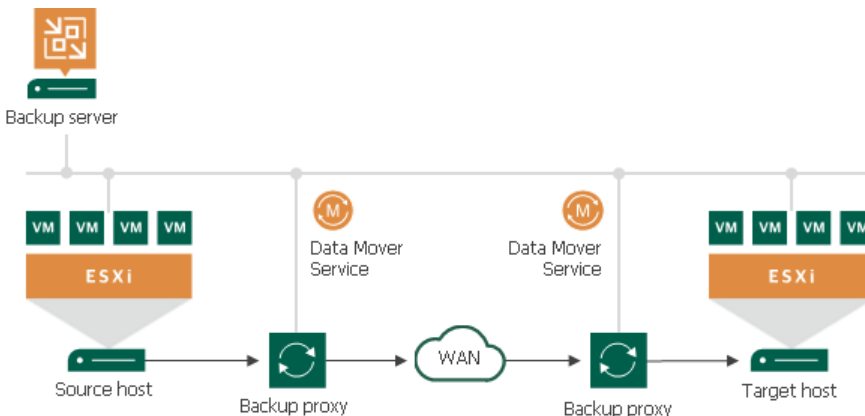 Backup server
VM VM VM VM
ESXi
M
Data Mover
Service
M
Data Mover
Service
VM VM VM VM
ESXi
WAN
Source host
Backup proxy
Backup proxy
Target host